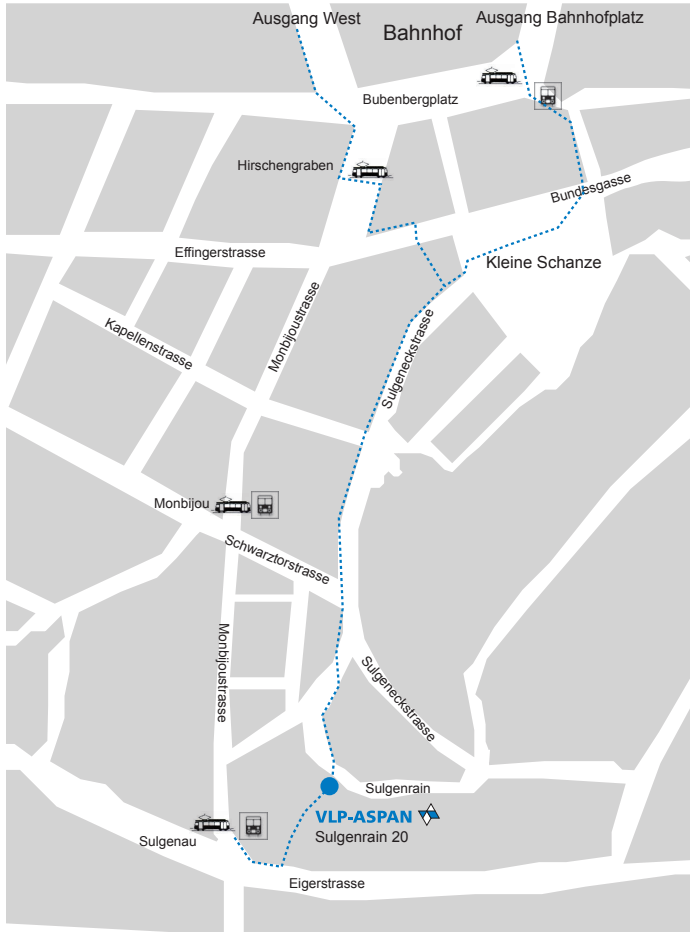 Ausgang West
Ausgang Bahnhofplatz
Bahnhof
Bubenbergplatz
Hirschengraben
Bundesgasse
Effingerstrasse
Kleine Schanze
Monbijoustrasse
Kapellenstrasse
Sulgeneckstrasse
Monbijou
Schwarztorstrasse
Monbijoustrasse
Sulgeneckstrasse
Sulgenrain
VLP-ASPAN
Sulgenrain 20
Sulgenau
Eigerstrasse